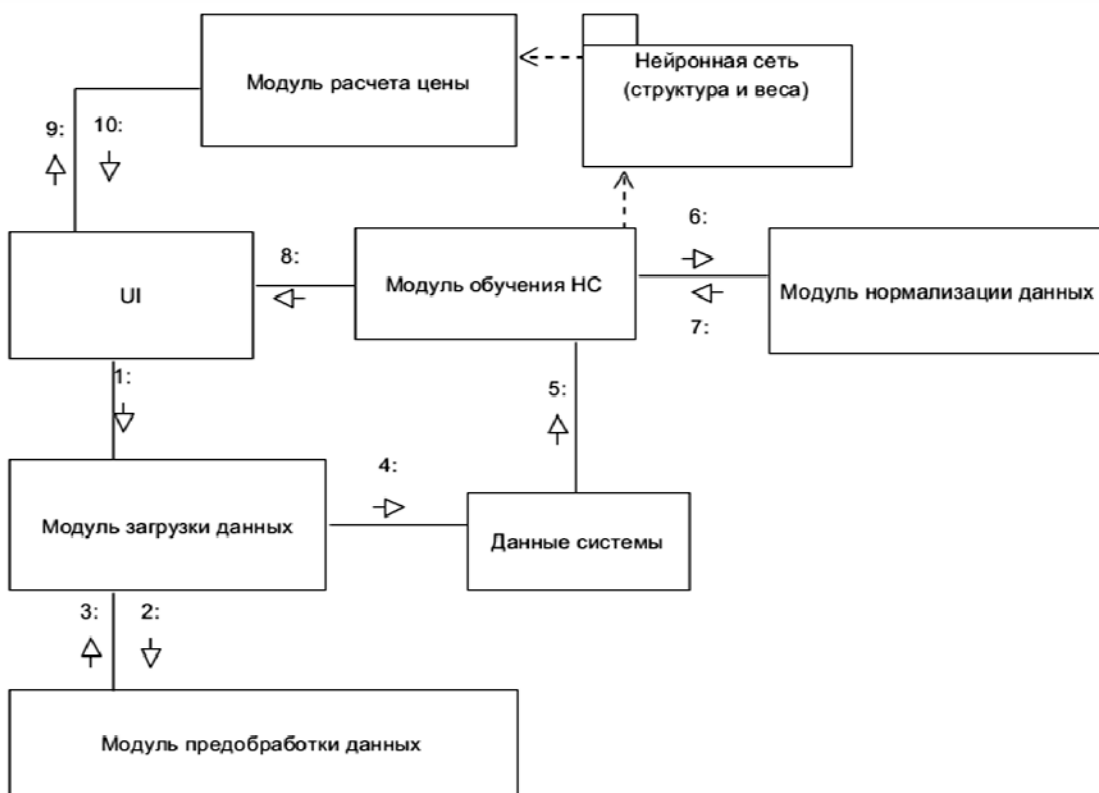 Модуль расчета цены
Нейронная сеть
(структура и веса)
9:
10:
6:
8:
UI
Модуль обучения НС
Модуль нормализации данных
7:
1:
5:
4:
Модуль загрузки данных
Данные системы
3:
2:
Модуль предобработки данных